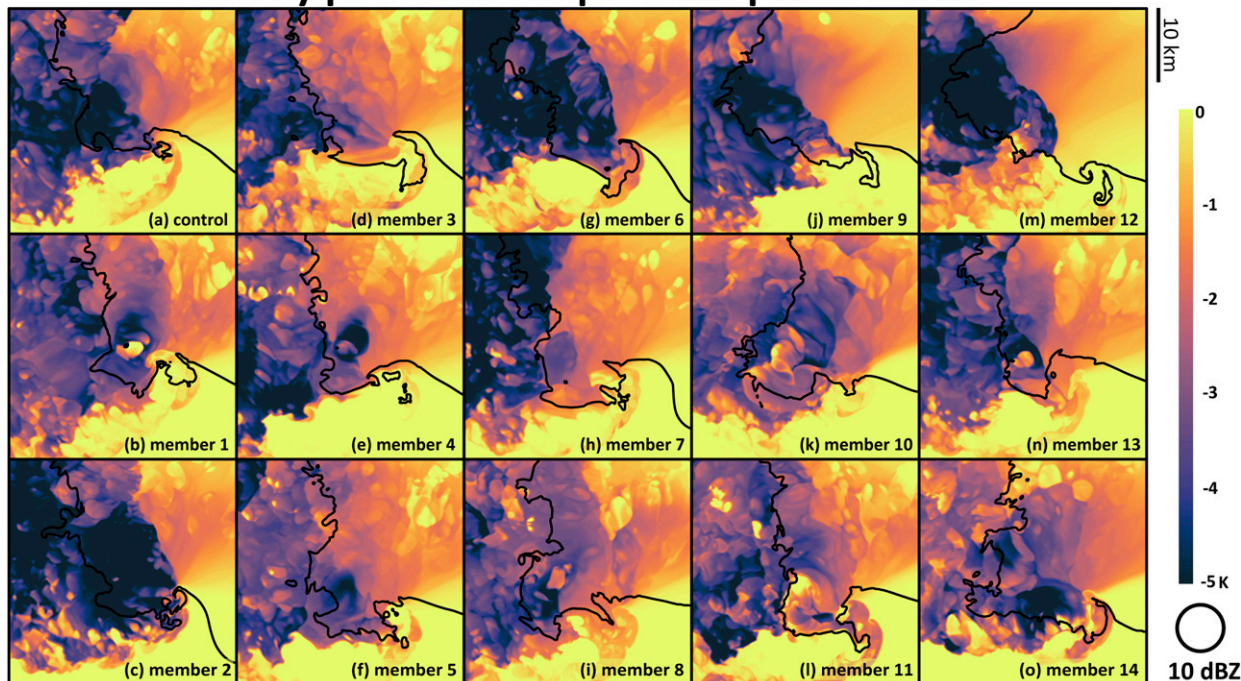 (a) control
(d) member 3
(g) member 6
(j) member 9
(m) member 12
(b) member 1
(e) member 4
(h) member 7
(k) member 10
(n) member 13
(c) member 2
(f) member 5
(i) member 8
(l) member 11
(o) member 14
10 km
0
-1
-2
-3
-4
-5 K
10 dBZ